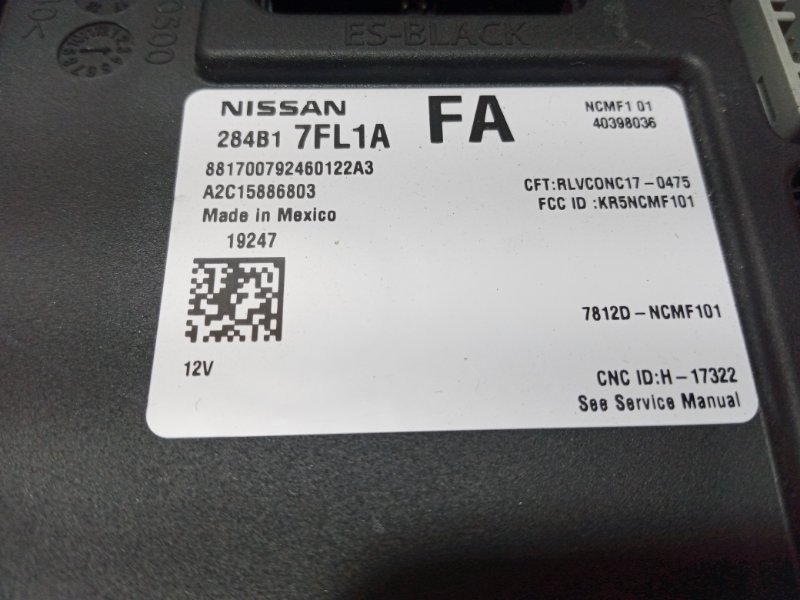 ES-BLACK
NISSAN
284B1 7FL1A
FA
NCMF1 01
40398036
881700792460122A3
A2C15886803
Made in Mexico
19247
CFT:RLVCONC17-0475
FCC ID :KR5NCMF101
7812D-NCMF101
12V
CNC ID:H-17322
See Service Manual